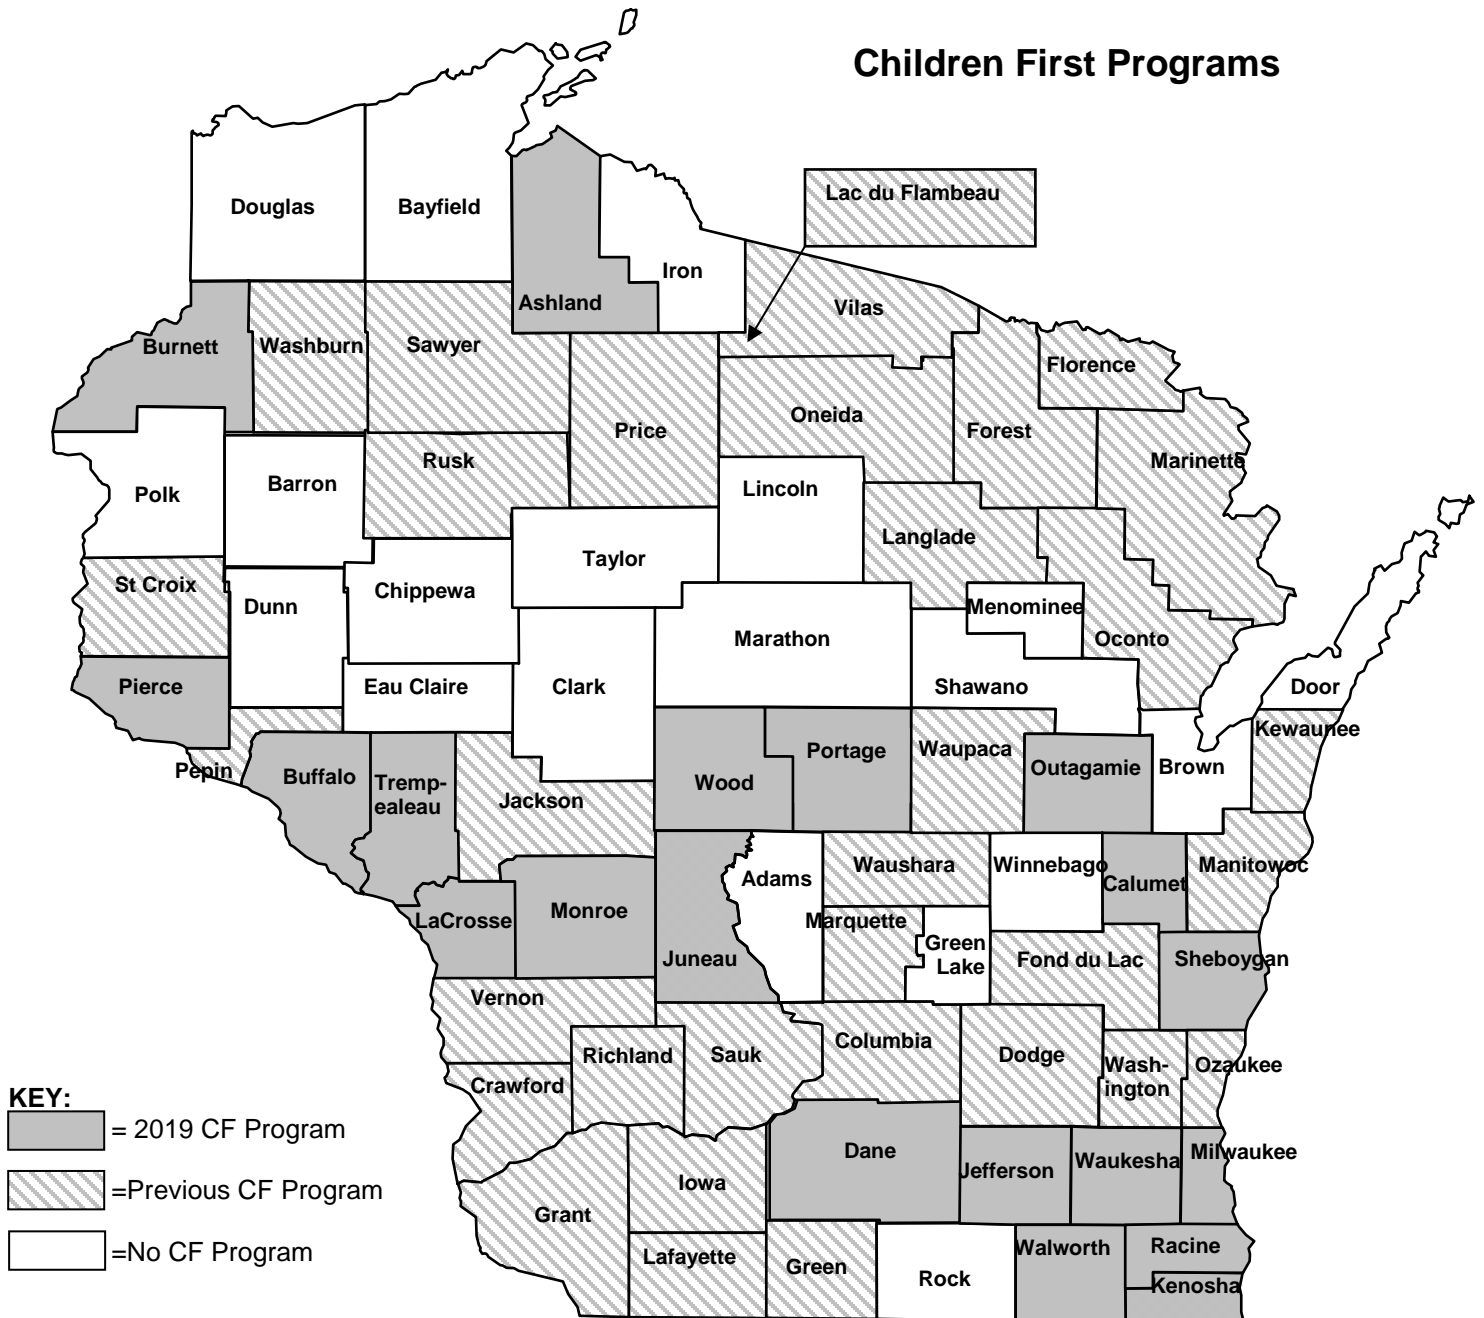 Children First Programs
Lac du Flambeau
Douglas
Bayfield
Iron
Ashland
Vilas
Burnett
Washburn
Sawyer
Florence
Price
Oneida
Forest
Rusk
Marinette
Polk
Barron
Lincoln
Taylor
Langlade
St Croix
Dunn
Chippewa
Menominee
Marathon
Oconto
Pierce
Eau Claire
Clark
Shawano
Door
Kewaunee
Pepin
Buffalo
Tremp-
ealeau
Jackson
Wood
Portage
Waupaca
Outagamie
Brown
Adams
Waushara
Winnebago
Calumet
Manitowoc
LaCrosse
Monroe
Juneau
Marquette
Green
Lake
Fond du Lac
Sheboygan
Vernon
Richland
Sauk
Columbia
Dodge
Wash-
ington
Ozaukee
Crawford
Dane
Jefferson
Waukesha
Milwaukee
Grant
Iowa
Lafayette
Green
Rock
Walworth
Racine
Kenosha
KEY:
= 2019 CF Program
=Previous CF Program
=No CF Program